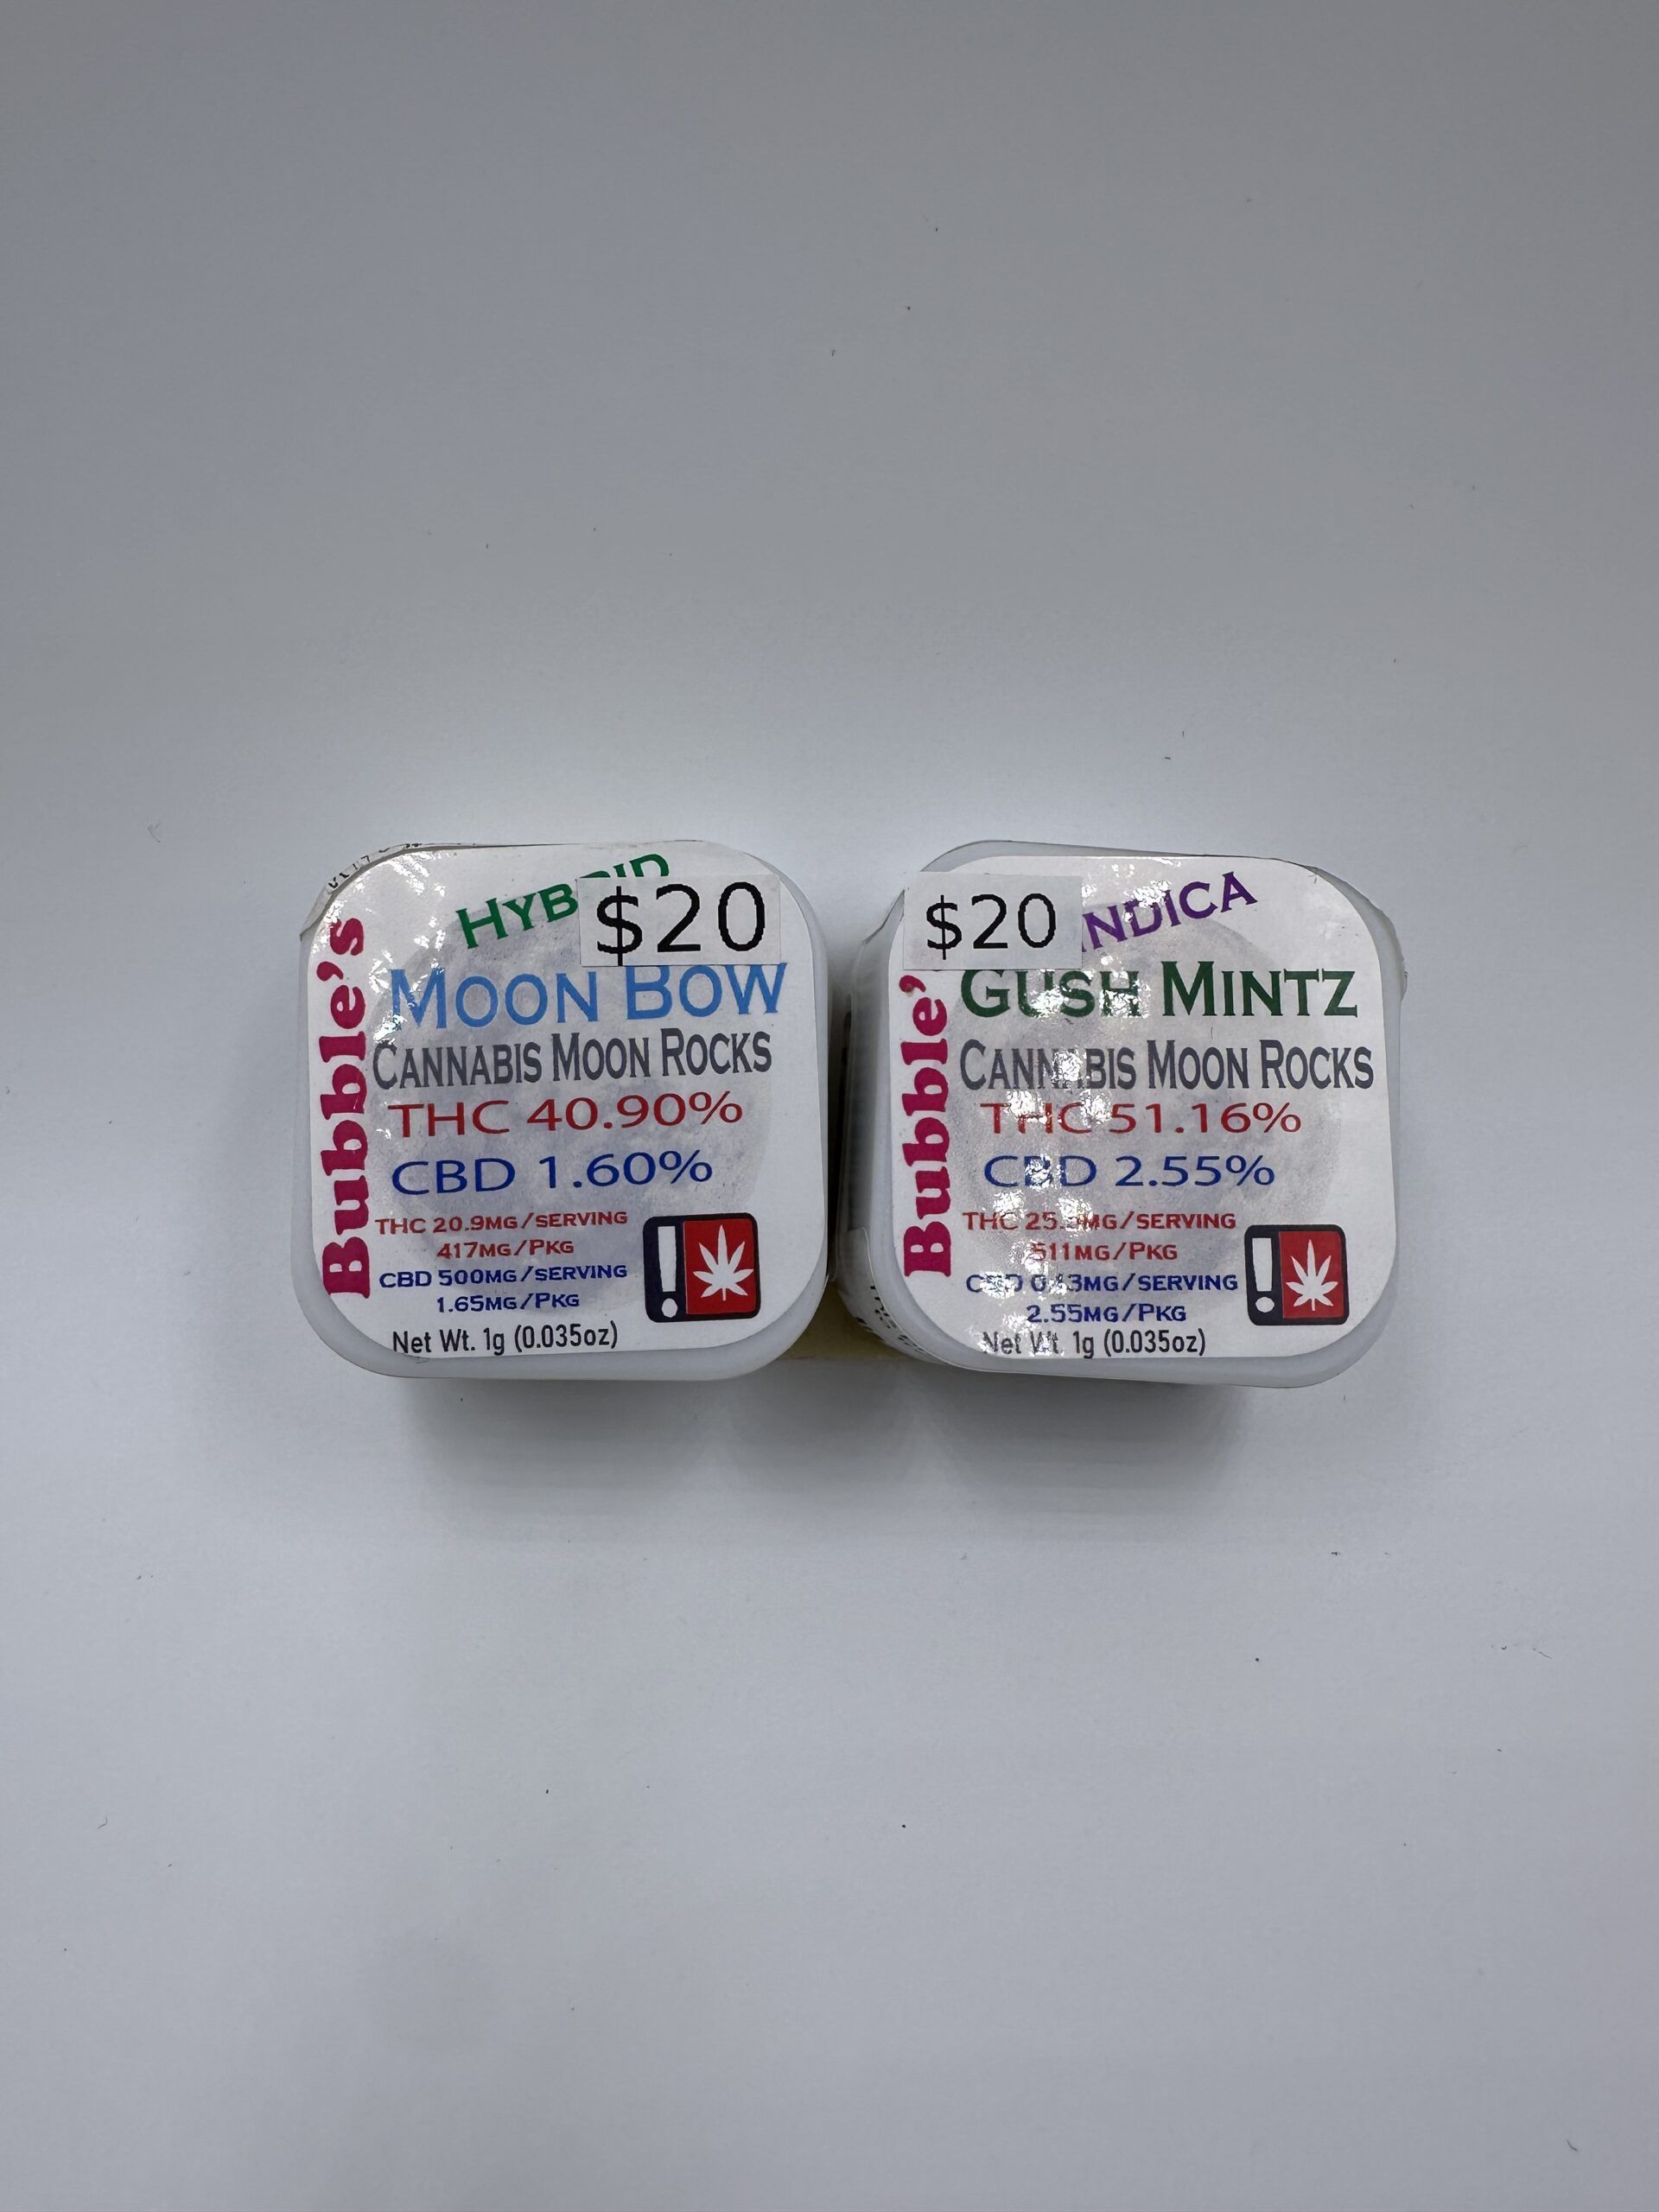 $20
Bubble's
MOON BOW
CANNABIS MOON ROCKS
THC 40.90%
CBD 1.60%
THC 20.9MG/SERVING
417MG/PKG
CBD 500MG/SERVING
1.65MG/PKG
Net Wt. 1g (0.035oz)
$20
Bubble'
GUSH MINTZ
CANNABIS MOON ROCKS
THC 51.16%
CBD 2.55%
THC MG/SERVING
511MG/PKG
CBD MG/SERVING
2.55MG/PKG
Net Wt. 1g (0.035oz)